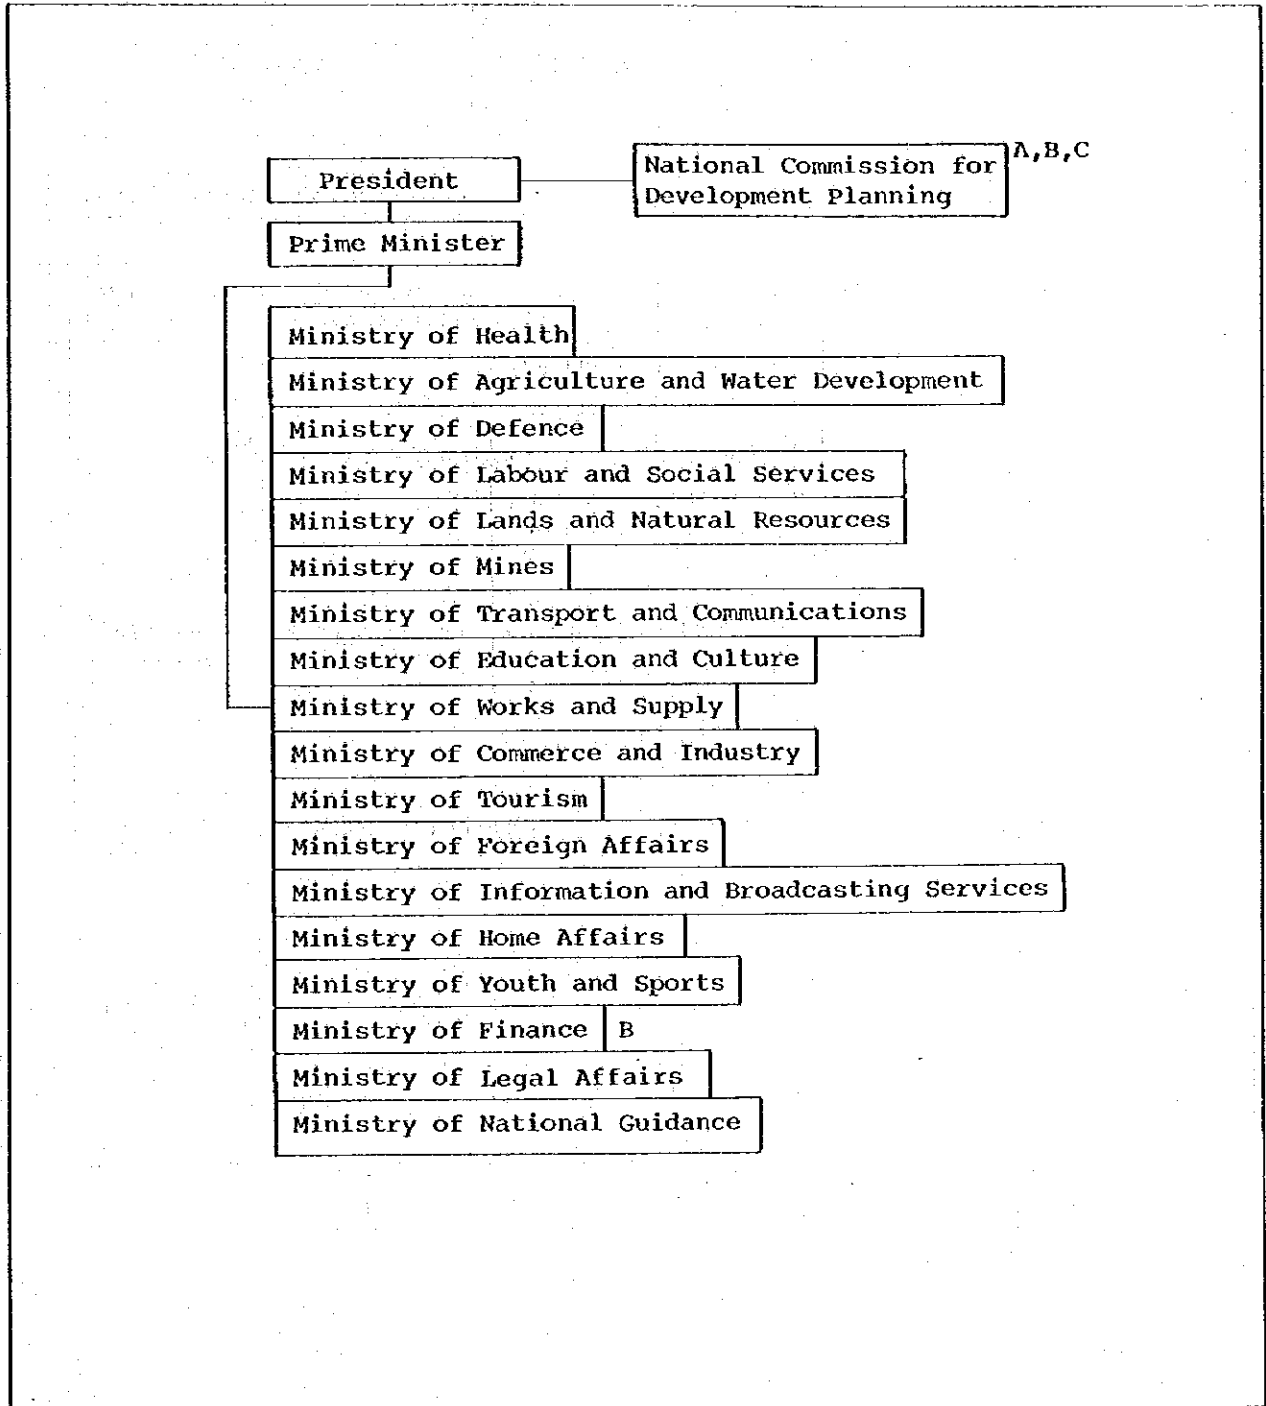 President
National Commission for
Development Planning
A,B,C
Prime Minister
Ministry of Health
Ministry of Agriculture and Water Development
Ministry of Defence
Ministry of Labour and Social Services
Ministry of Lands and Natural Resources
Ministry of Mines
Ministry of Transport and Communications
Ministry of Education and Culture
Ministry of Works and Supply
Ministry of Commerce and Industry
Ministry of Tourism
Ministry of Foreign Affairs
Ministry of Information and Broadcasting Services
Ministry of Home Affairs
Ministry of Youth and Sports
Ministry of Finance B
Ministry of Legal Affairs
Ministry of National Guidance